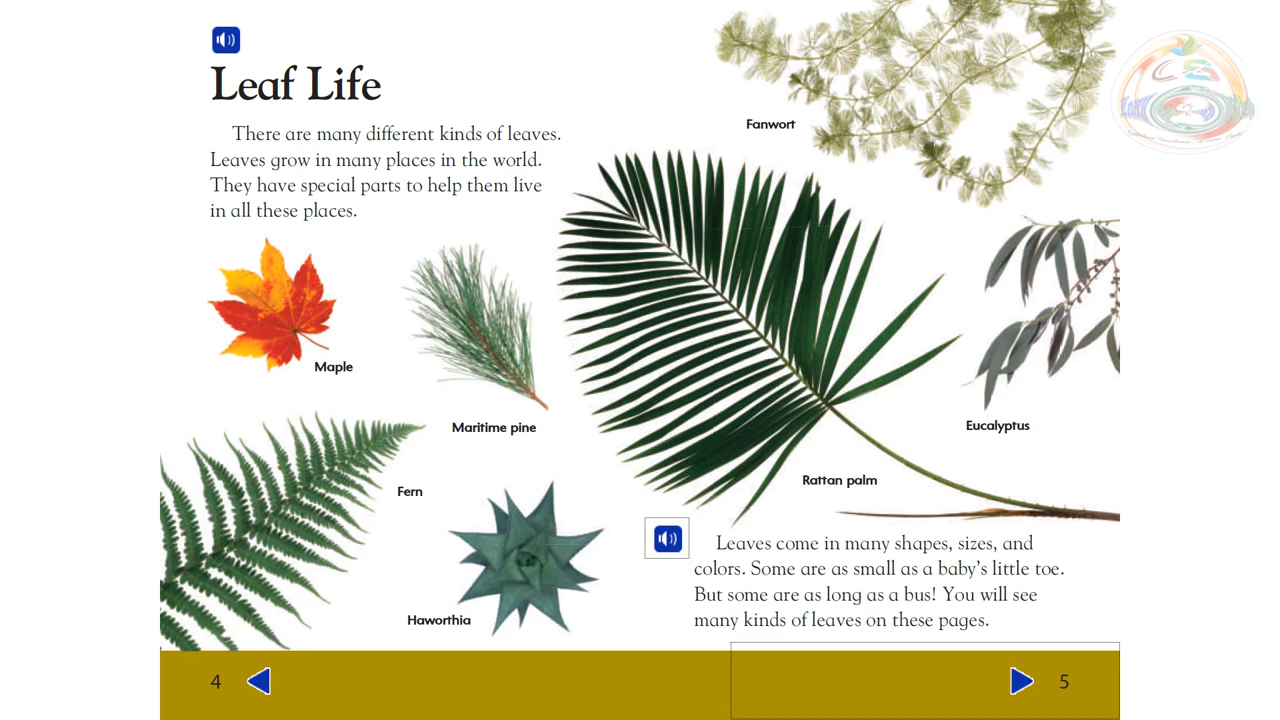 Leaf Life
There are many different kinds of leaves.
Leaves grow in many places in the world.
They have special parts to help them live
in all these places.
Maple
Maritime pine
Fern
Haworthia
Fanwort
Eucalyptus
Rattan palm
Leaves come in many shapes, sizes, and
colors. Some are as small as a baby's little toe.
But some are as long as a bus! You will see
many kinds of leaves on these pages.
4
5